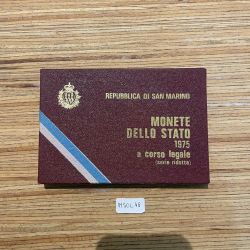 REPUBBLICA DI SAN MARINO
MONETE
DELLO STATO
1975
a corso legale
(serie ridotta)